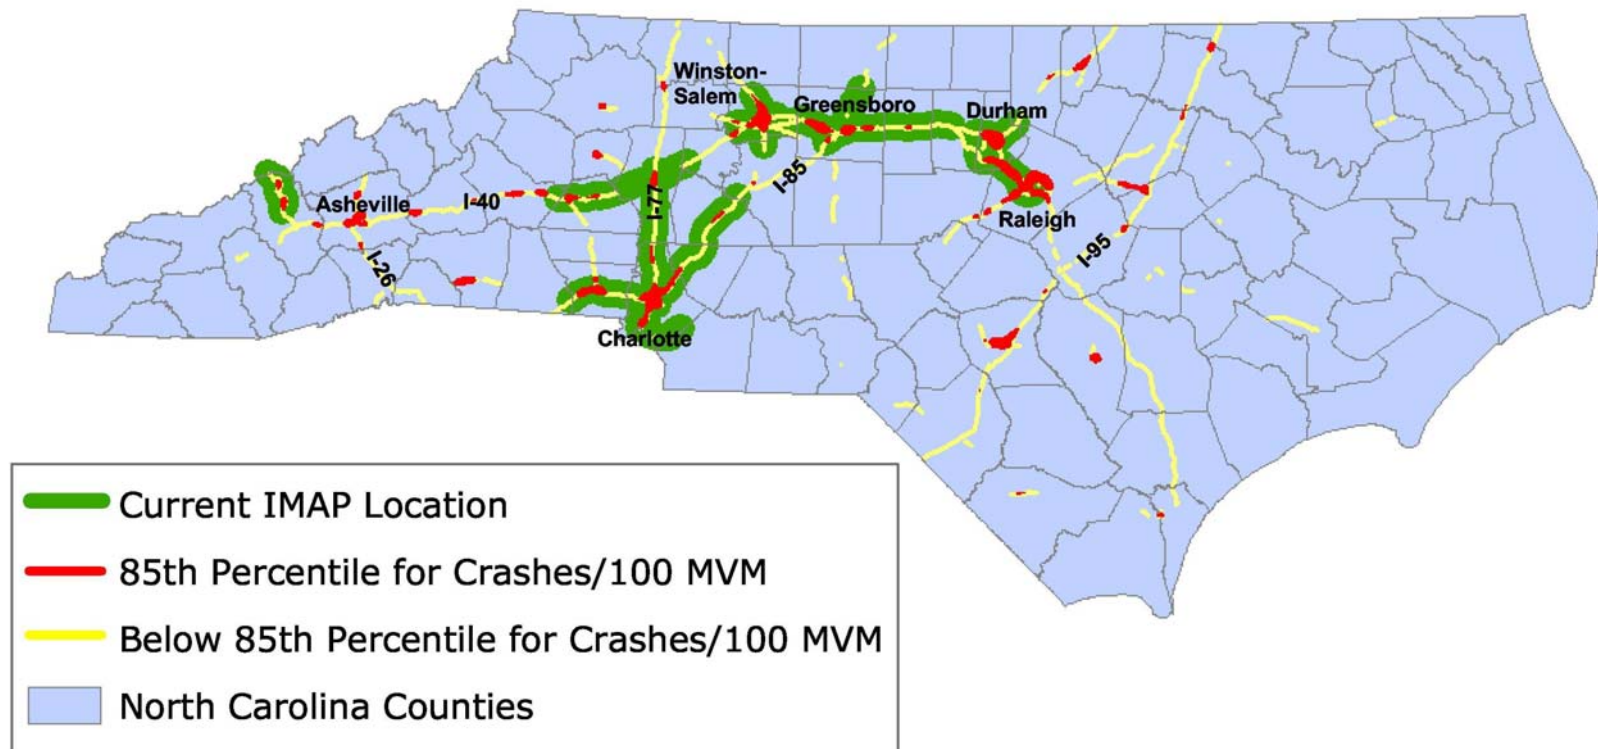 Winston-
Salem
Greensboro
Durham
I-85
I-77
Asheville
I-40
Raleigh
I-26
I-95
Charlotte
Current IMAP Location
85th Percentile for Crashes/100 MVM
Below 85th Percentile for Crashes/100 MVM
North Carolina Counties